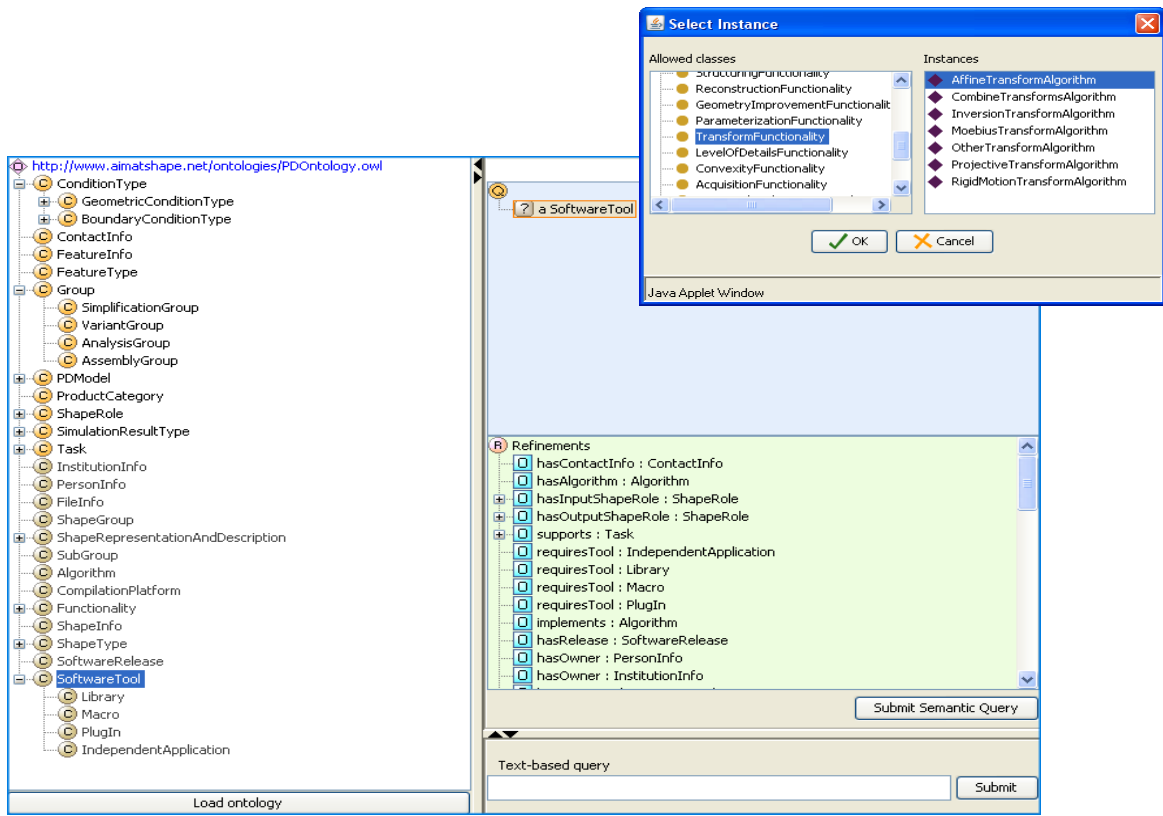 Select Instance
Allowed classes
StructuringFunctionality
ReconstructionFunctionality
GeometryImprovementFunctionalit
ParameterizationFunctionality
TransformFunctionality
LevelOfDetailsFunctionality
ConvexityFunctionality
AcquisitionFunctionality
Instances
AffineTransformAlgorithm
CombineTransformsAlgorithm
InversionTransformAlgorithm
MoebiusTransformAlgorithm
OtherTransformAlgorithm
ProjectiveTransformAlgorithm
RigidMotionTransformAlgorithm
OK
Cancel
Java Applet Window
http://www.aimatshape.net/ontologies/PDOntology.owl
C ConditionType
C GeometricConditionType
C BoundaryConditionType
C ContactInfo
C FeatureInfo
C FeatureType
C Group
C SimplificationGroup
C VariantGroup
C AnalysisGroup
C AssemblyGroup
C PDModel
C ProductCategory
C ShapeRole
C SimulationResultType
C Task
C InstitutionInfo
C PersonInfo
C FileInfo
C ShapeGroup
C ShapeRepresentationAndDescription
C SubGroup
C Algorithm
C CompilationPlatform
C Functionality
C ShapeInfo
C ShapeType
C SoftwareRelease
C SoftwareTool
C Library
C Macro
C PlugIn
C IndependentApplication
Load ontology
Q
? a SoftwareTool
R Refinements
O hasContactInfo : ContactInfo
O hasAlgorithm : Algorithm
O hasInputShapeRole : ShapeRole
O hasOutputShapeRole : ShapeRole
O supports : Task
O requiresTool : IndependentApplication
O requiresTool : Library
O requiresTool : Macro
O requiresTool : PlugIn
O implements : Algorithm
O hasRelease : SoftwareRelease
O hasOwner : PersonInfo
O hasOwner : InstitutionInfo
Submit Semantic Query
Text-based query
Submit